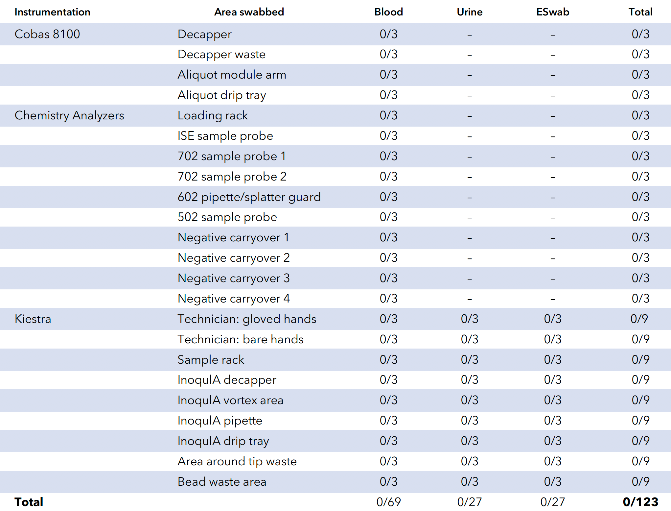 Instrumentation Area swabbed Blood Urine ESwab Total
Cobas 8100 Decapper 0/3 – – 0/3
Decapper waste 0/3 – – 0/3
Aliquot module arm 0/3 – – 0/3
Aliquot drip tray 0/3 – – 0/3
Chemistry Analyzers Loading rack 0/3 – – 0/3
ISE sample probe 0/3 – – 0/3
702 sample probe 1 0/3 – – 0/3
702 sample probe 2 0/3 – – 0/3
602 pipette/splatter guard 0/3 – – 0/3
502 sample probe 0/3 – – 0/3
Negative carryover 1 0/3 – – 0/3
Negative carryover 2 0/3 – – 0/3
Negative carryover 3 0/3 – – 0/3
Negative carryover 4 0/3 – – 0/3
Kiestra Technician: gloved hands 0/3 0/3 0/3 0/9
Technician: bare hands 0/3 0/3 0/3 0/9
Sample rack 0/3 0/3 0/3 0/9
InoqulA decapper 0/3 0/3 0/3 0/9
InoqulA vortex area 0/3 0/3 0/3 0/9
InoqulA pipette 0/3 0/3 0/3 0/9
InoqulA drip tray 0/3 0/3 0/3 0/9
Area around tip waste 0/3 0/3 0/3 0/9
Bead waste area 0/3 0/3 0/3 0/9
Total 0/69 0/27 0/27 0/123